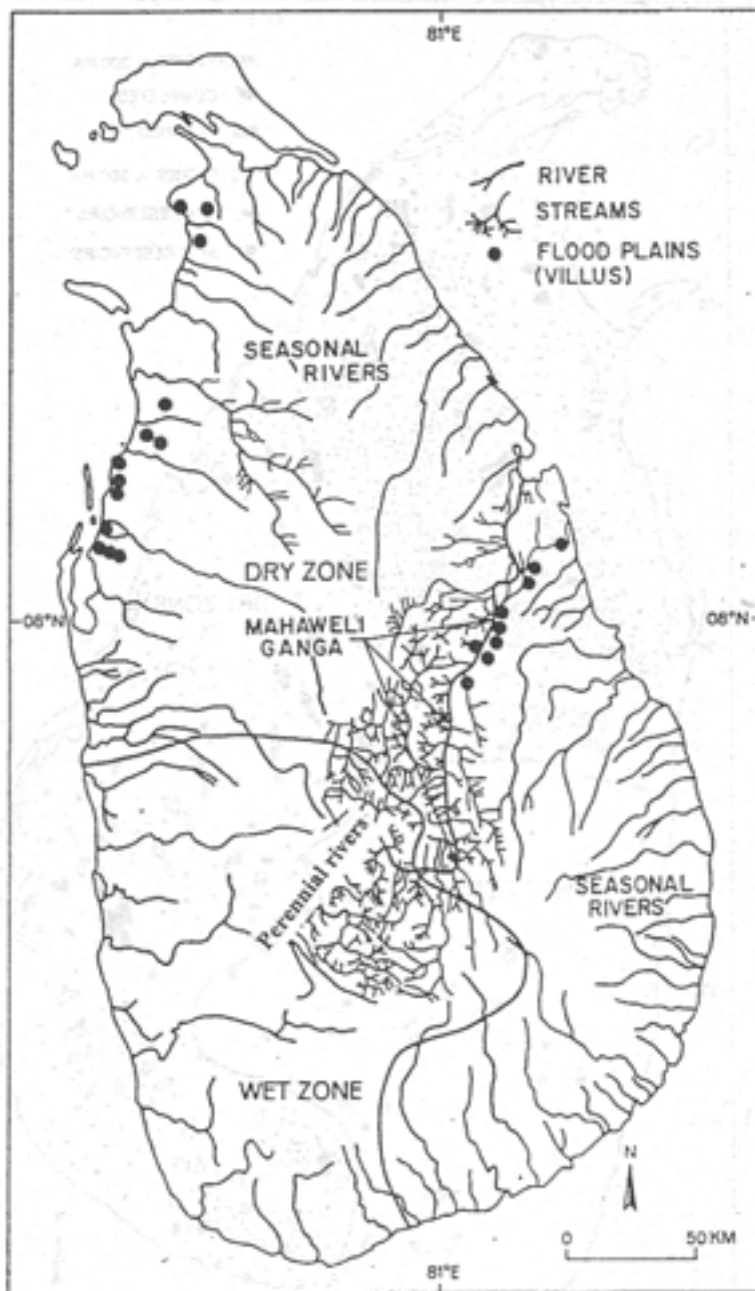 81°E
RIVER
STREAMS
FLOOD PLAINS
(VILLUS)
SEASONAL
RIVERS
DRY ZONE
08°N
08°N
MAHAWELI
GANGA
Perennial rivers
SEASONAL
RIVERS
WET ZONE
N
0 50 KM
81°E